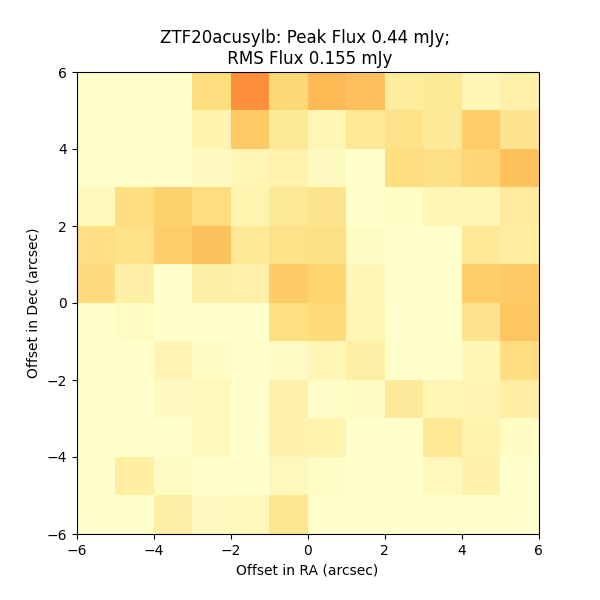 ZTF20acusylb: Peak Flux 0.44 mJy;
RMS Flux 0.155 mJy
6
4
2
0
−2
−4
−6
Offset in Dec (arcsec)
−6 −4 −2 0 2 4 6
Offset in RA (arcsec)